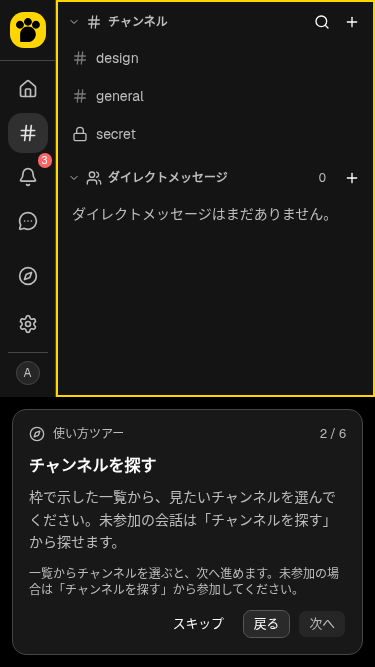 チャンネル
design
general
secret
3
ダイレクトメッセージ
0
ダイレクトメッセージはまだありません。
A
使い方ツアー
2 / 6
チャンネルを探す
枠で示した一覧から、見たいチャンネルを選んで
ください。未参加の会話は「チャンネルを探す」
から探せます。
一覧からチャンネルを選ぶと、次へ進めます。未参加の場
合は「チャンネルを探す」から参加してください。
スキップ
戻る
次へ